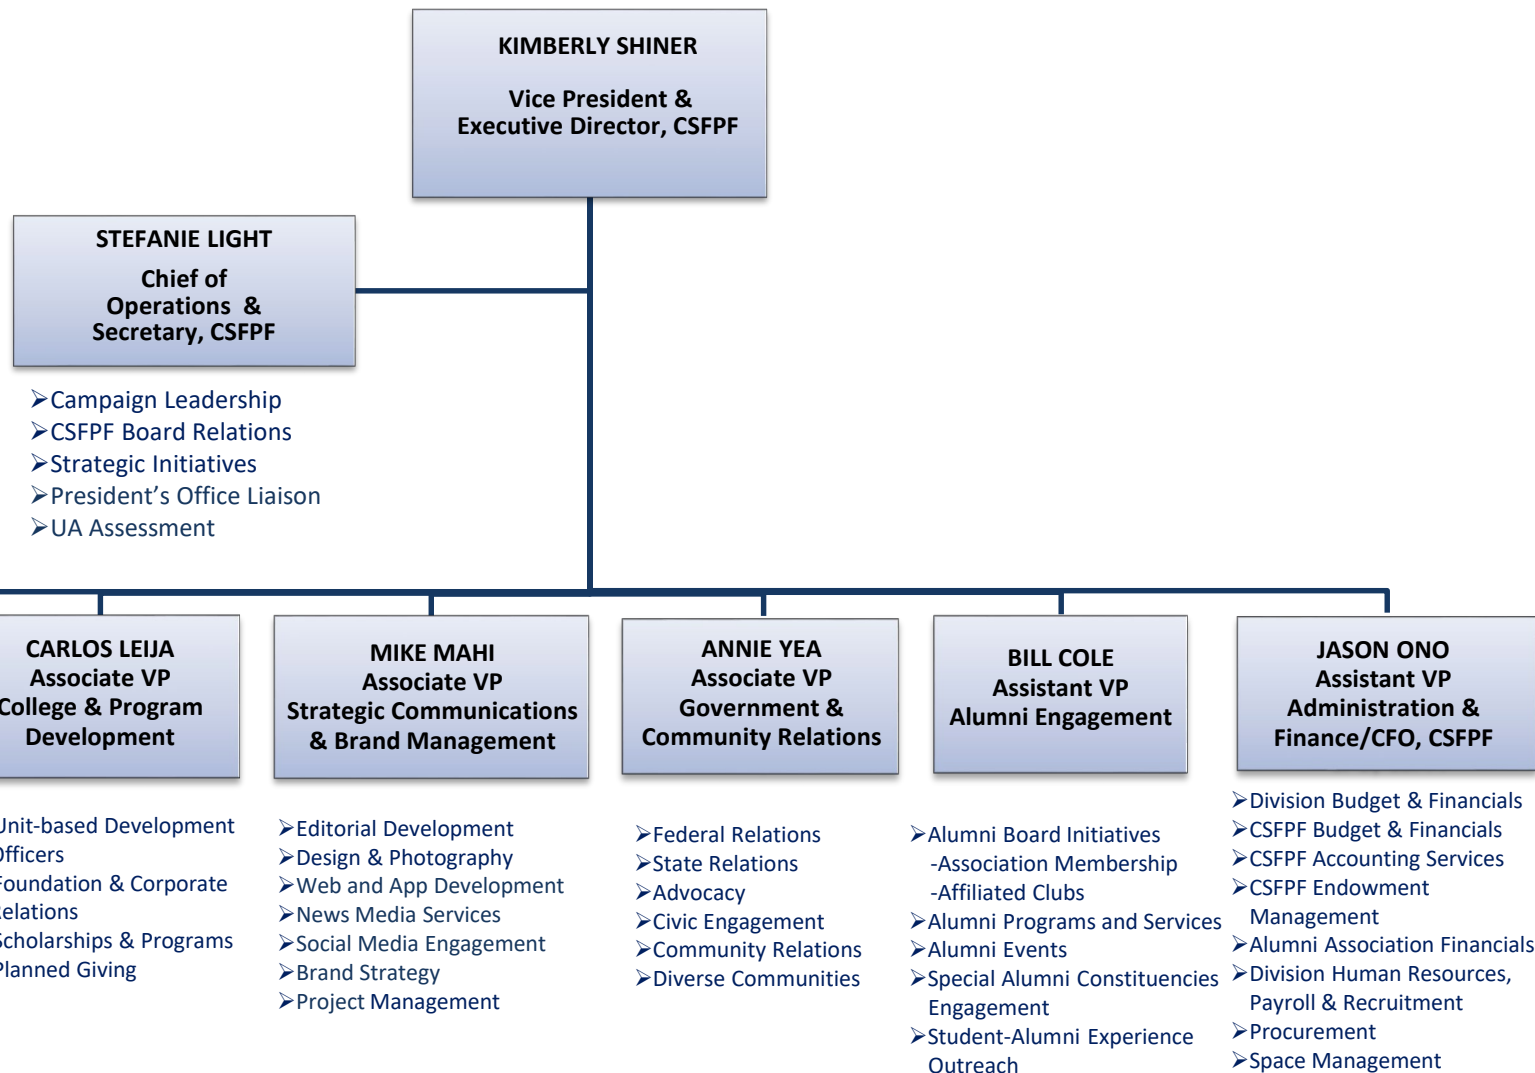 KIMBERLY SHINER
Vice President &
Executive Director, CSFPF
STEFANIE LIGHT
Chief of
Operations &
Secretary, CSFPF
➢Campaign Leadership
➢CSFPF Board Relations
➢Strategic Initiatives
➢President’s Office Liaison
➢UA Assessment
CARLOS LEIJA
Associate VP
College & Program
Development
Unit-based Development
Officers
Foundation & Corporate
Relations
Scholarships & Programs
Planned Giving
MIKE MAHI
Associate VP
Strategic Communications
& Brand Management
➢Editorial Development
➢Design & Photography
➢Web and App Development
➢News Media Services
➢Social Media Engagement
➢Brand Strategy
➢Project Management
ANNIE YEA
Associate VP
Government &
Community Relations
➢Federal Relations
➢State Relations
➢Advocacy
➢Civic Engagement
➢Community Relations
➢Diverse Communities
BILL COLE
Assistant VP
Alumni Engagement
➢Alumni Board Initiatives
-Association Membership
-Affiliated Clubs
➢Alumni Programs and Services
➢Alumni Events
➢Special Alumni Constituencies
Engagement
➢Student-Alumni Experience
Outreach
JASON ONO
Assistant VP
Administration &
Finance/CFO, CSFPF
➢Division Budget & Financials
➢CSFPF Budget & Financials
➢CSFPF Accounting Services
➢CSFPF Endowment
Management
➢Alumni Association Financials
➢Division Human Resources,
Payroll & Recruitment
➢Procurement
➢Space Management